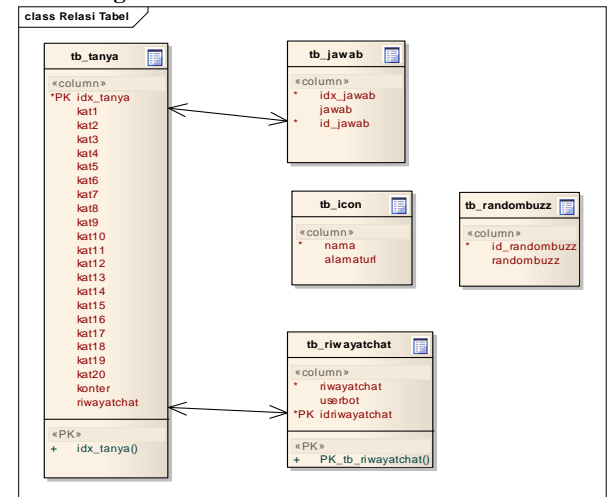 class Relasi Tabel
tb_tanya
«column»
*PK idx_tanya
kat1
kat2
kat3
kat4
kat5
kat6
kat7
kat8
kat9
kat10
kat11
kat12
kat13
kat14
kat15
kat16
kat17
kat18
kat19
kat20
konter
riwayatchat
«PK»
+ idx_tanya()
tb_jawab
«column»
* idx_jawab
jawab
* id_jawab
tb_icon
«column»
* nama
alamaturl
tb_randombuzz
«column»
* id_randombuzz
randombuzz
tb_riwayatchat
«column»
* riwayatchat
userbot
*PK idriwayatchat
«PK»
+ PK_tb_riwayatchat()